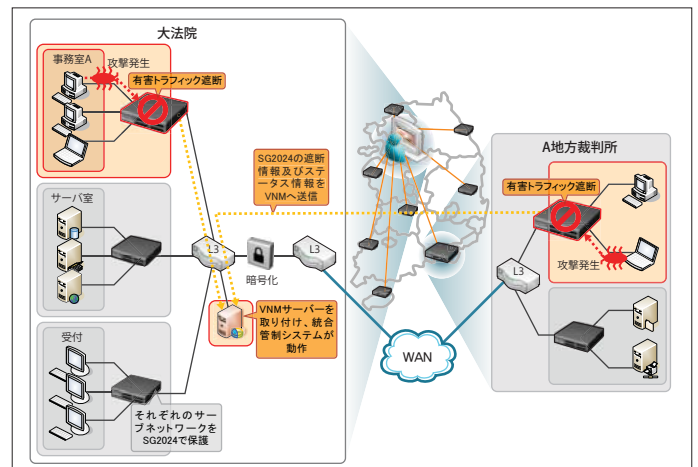 大法院
事務室A
攻撃発生
有害トラフィック遮断
サーバ室
L3
暗号化
L3
VNMサーバーを
取り付け、統合
管制システムが
動作
受付
それぞれのサー
ブネットワークを
SG2024で保護
SG2024の遮断
情報及びステ
ータス情報を
VNMへ送信
WAN
A地方裁判所
有害トラフィック遮断
攻撃発生
L3